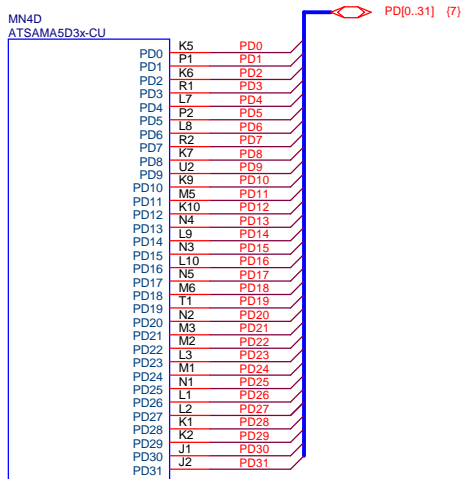 PD[0..31] {7}
MN4D
ATSAMA5D3x-CU
PD0 K5 PD0
PD1 P1 PD1
PD2 K6 PD2
PD3 R1 PD3
PD4 L7 PD4
PD5 P2 PD5
PD6 L8 PD6
PD7 R2 PD7
PD8 K7 PD8
PD9 U2 PD9
PD10 K9 PD10
PD11 M5 PD11
PD12 K10 PD12
PD13 N4 PD13
PD14 L9 PD14
PD15 N3 PD15
PD16 L10 PD16
PD17 N5 PD17
PD18 M6 PD18
PD19 T1 PD19
PD20 N2 PD20
PD21 M3 PD21
PD22 M2 PD22
PD23 L3 PD23
PD24 M1 PD24
PD25 N1 PD25
PD26 L1 PD26
PD27 L2 PD27
PD28 K1 PD28
PD29 K2 PD29
PD30 J1 PD30
PD31 J2 PD31